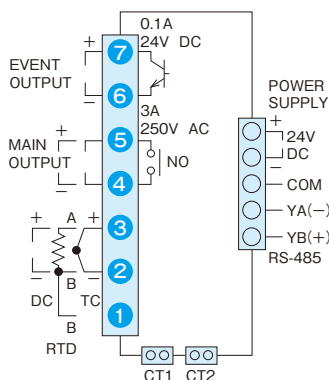 0.1A
24V DC
EVENT
OUTPUT
+
−
7
6
3A
250V AC
MAIN
OUTPUT
+
−
5
4
NO
+
−
A
B
B
+
−
DC
TC
RTD
3
2
1
POWER
SUPPLY
+
24V
DC
−
COM
YA(−)
YB(+)
RS-485
CT1 CT2